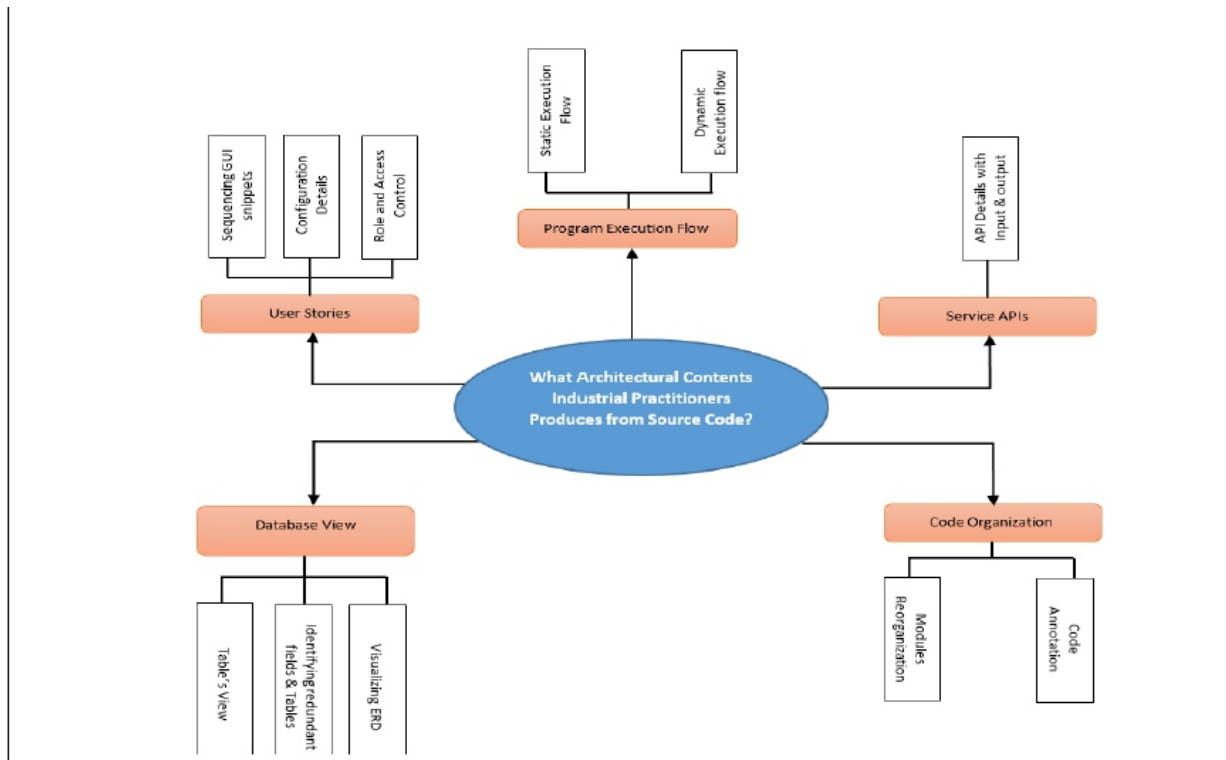 Static Execution
Flow
Dynamic
Execution flow
Sequencing GUI
snippets
Configuration
Details
Role and Access
Control
API Details with
Input & output
Program Execution Flow
User Stories
Service APIs
What Architectural Contents
Industrial Practitioners
Produces from Source Code?
Database View
Code Organization
Table's View
Identifying redundant
fields & Tables
Visualizing ERD
Modules
Reorganization
Code
Annotation